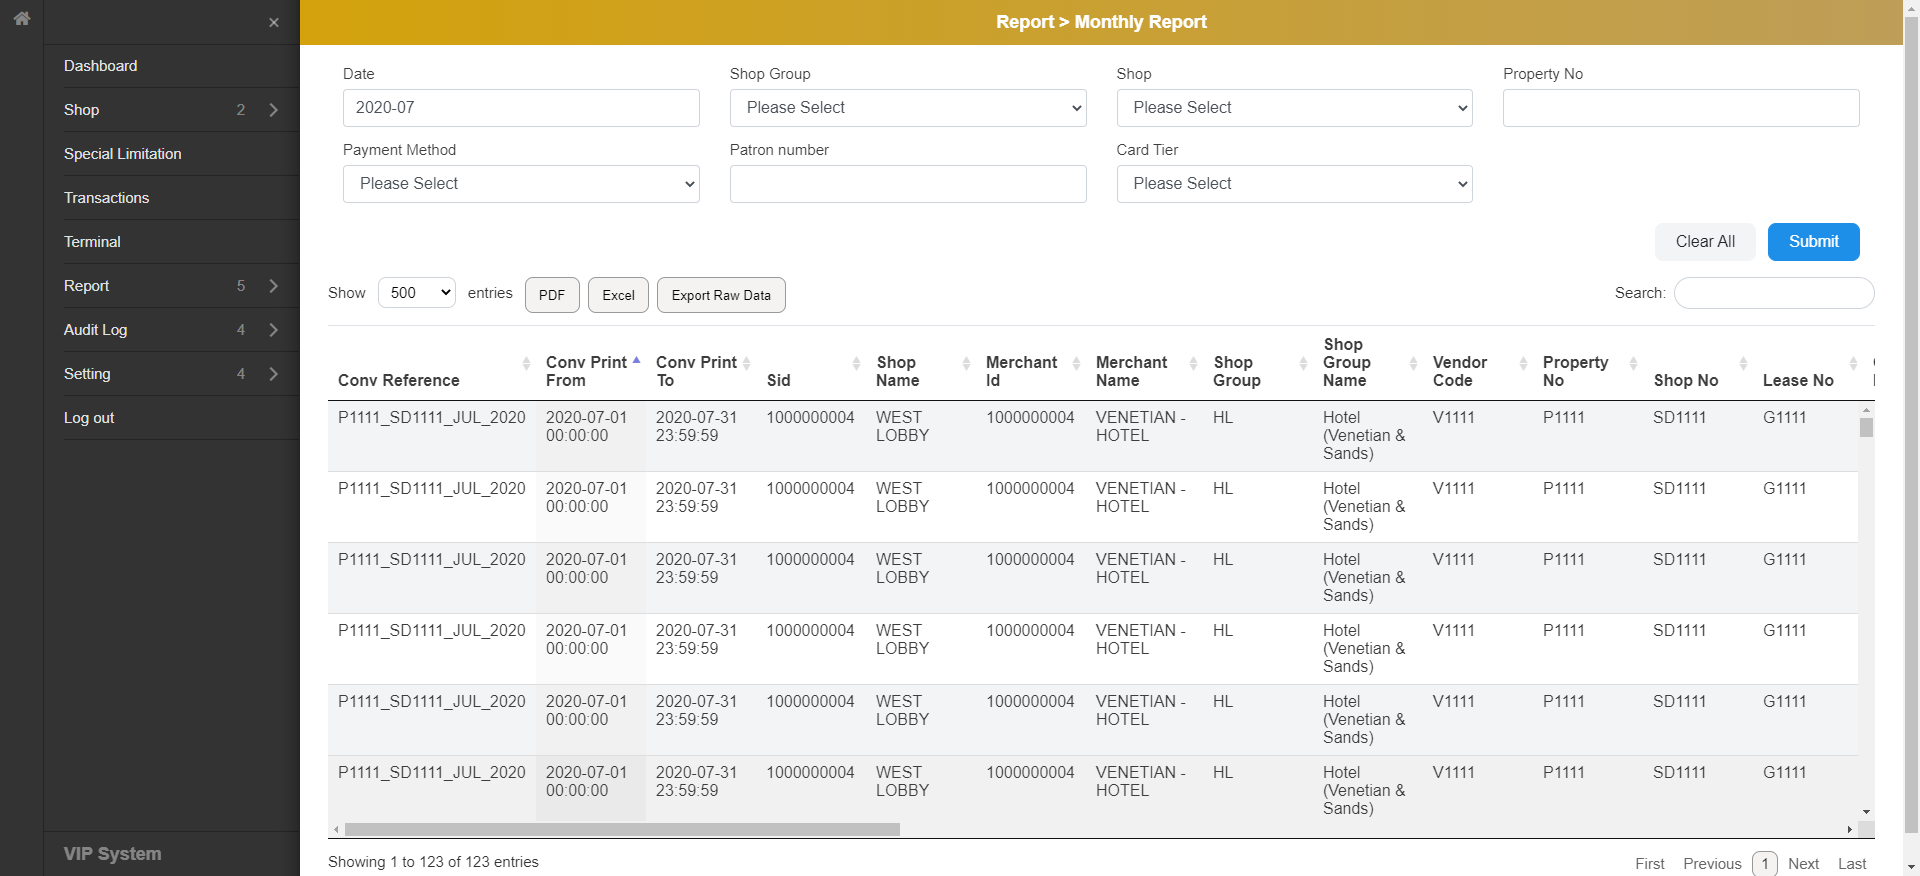 ×
Dashboard
Shop 2
Special Limitation
Transactions
Terminal
Report 5
Audit Log 4
Setting 4
Log out
VIP System
Report > Monthly Report
Date
Shop Group
Shop
Property No
2020-07
Please Select
Please Select
Payment Method
Patron number
Card Tier
Please Select
Please Select
Clear All
Submit
Show 500 entries
PDF
Excel
Export Raw Data
Search:
Conv Reference
Conv Print
From
Conv Print
To
Sid
Shop
Name
Merchant
Id
Merchant
Name
Shop
Group
Shop
Group
Name
Vendor
Code
Property
No
Shop No
Lease No
P1111_SD1111_JUL_2020 2020-07-01 2020-07-31 1000000004 WEST 1000000004 VENETIAN - HL Hotel V1111 P1111 SD1111 G1111
00:00:00 23:59:59 LOBBY HOTEL (Venetian &
Sands)
P1111_SD1111_JUL_2020 2020-07-01 2020-07-31 1000000004 WEST 1000000004 VENETIAN - HL Hotel V1111 P1111 SD1111 G1111
00:00:00 23:59:59 LOBBY HOTEL (Venetian &
Sands)
P1111_SD1111_JUL_2020 2020-07-01 2020-07-31 1000000004 WEST 1000000004 VENETIAN - HL Hotel V1111 P1111 SD1111 G1111
00:00:00 23:59:59 LOBBY HOTEL (Venetian &
Sands)
P1111_SD1111_JUL_2020 2020-07-01 2020-07-31 1000000004 WEST 1000000004 VENETIAN - HL Hotel V1111 P1111 SD1111 G1111
00:00:00 23:59:59 LOBBY HOTEL (Venetian &
Sands)
P1111_SD1111_JUL_2020 2020-07-01 2020-07-31 1000000004 WEST 1000000004 VENETIAN - HL Hotel V1111 P1111 SD1111 G1111
00:00:00 23:59:59 LOBBY HOTEL (Venetian &
Sands)
P1111_SD1111_JUL_2020 2020-07-01 2020-07-31 1000000004 WEST 1000000004 VENETIAN - HL Hotel V1111 P1111 SD1111 G1111
00:00:00 23:59:59 LOBBY HOTEL (Venetian &
Sands)
Showing 1 to 123 of 123 entries
First Previous 1 Next Last